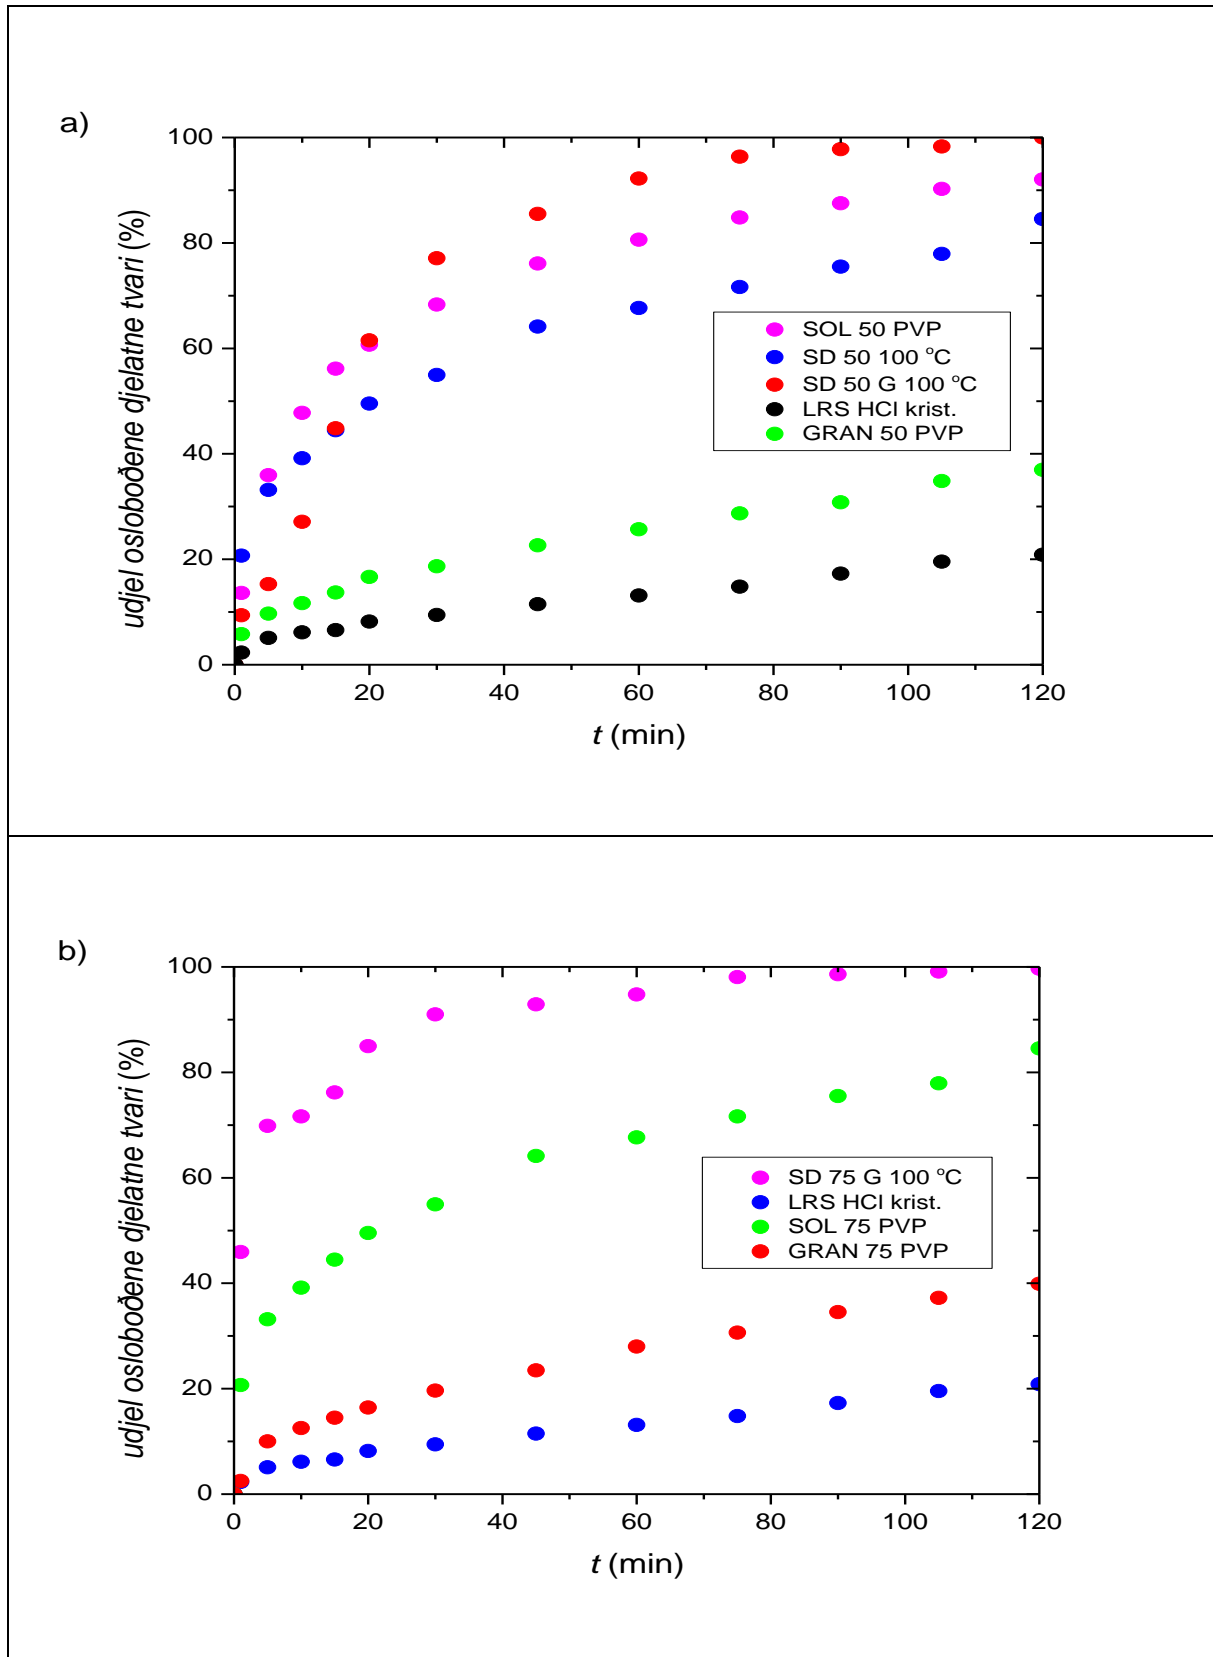 a)
100
80
60
40
20
0
udjel oslobođene djelatne tvari (%)
SOL 50 PVP
SD 50 100 °C
SD 50 G 100 °C
LRS HCl krist.
GRAN 50 PVP
0 20 40 60 80 100 120
t (min)
b)
100
80
60
40
20
0
udjel oslobođene djelatne tvari (%)
SD 75 G 100 °C
LRS HCl krist.
SOL 75 PVP
GRAN 75 PVP
0 20 40 60 80 100 120
t (min)